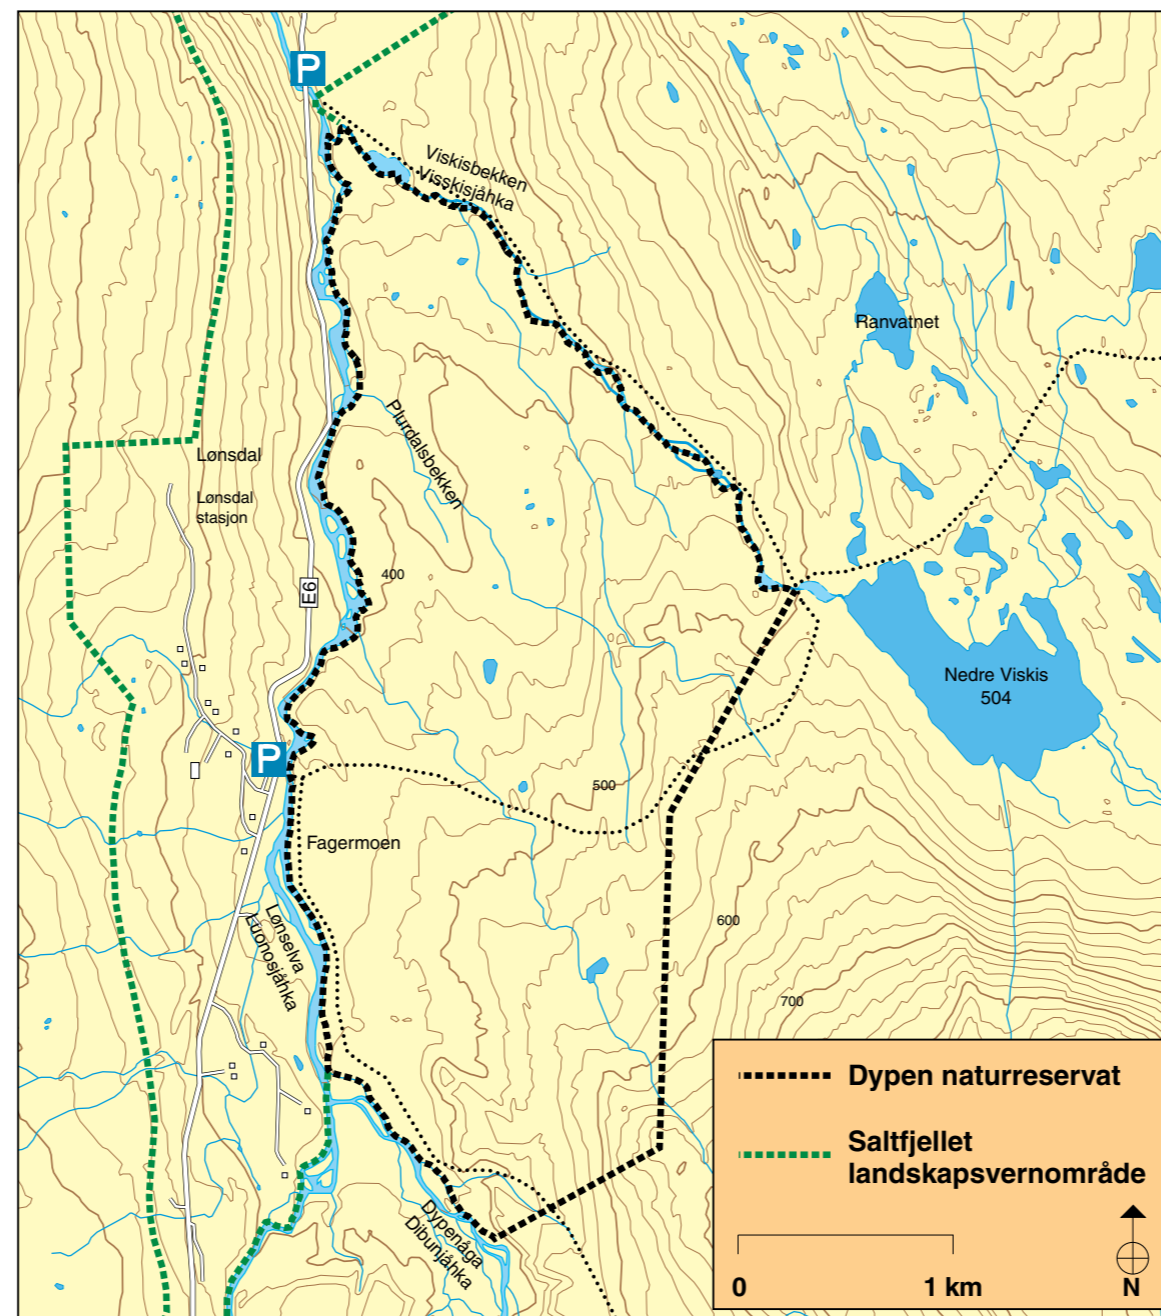 P
Viskisbekken
Visskisjåhka
Ranvatnet
Plurdalsbekken
Lønsdal
Lønsdal
stasjon
400
E6
Nedre Viskis
504
P
500
Fagermoen
Lønselva
Luonosjåhka
600
700
Dypen naturreservat
Saltfjellet
landskapsvernområde
Dypenåga
Dibunjåhka
0
1 km
N